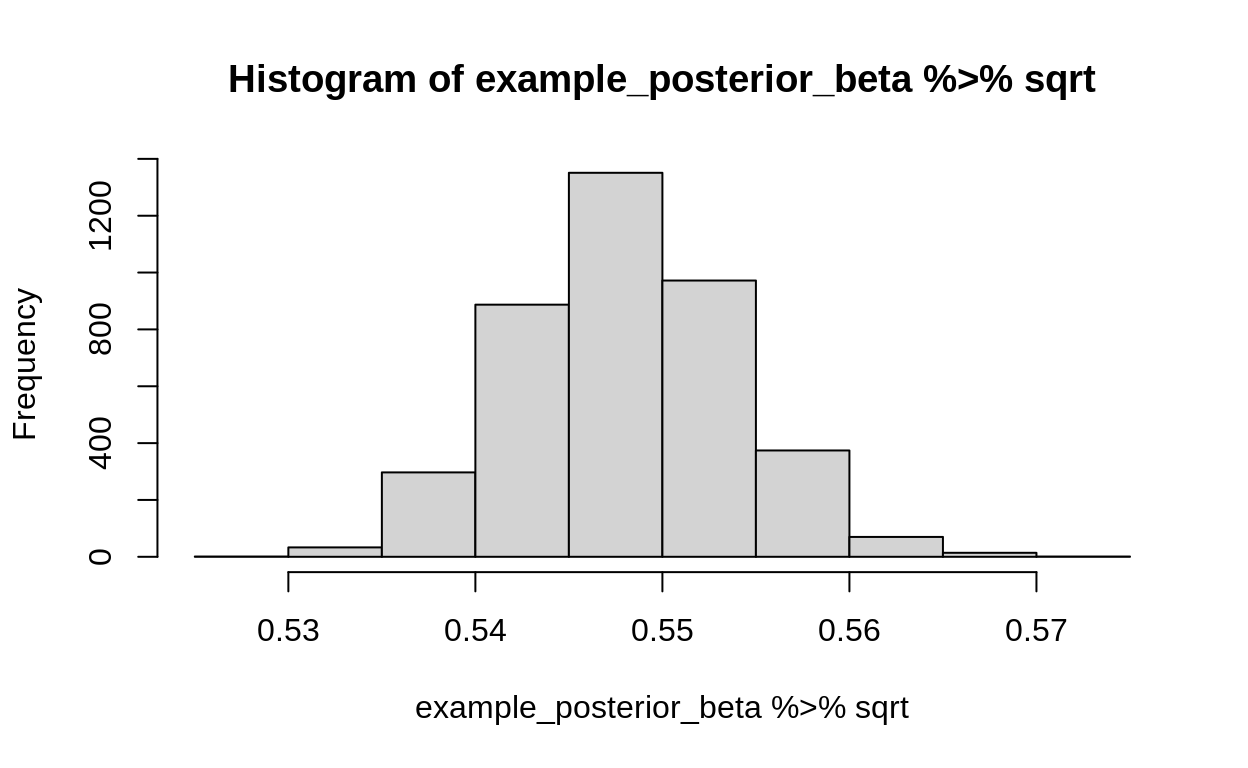 Histogram of example_posterior_beta %>% sqrt
Frequency
1200
800
400
0
0.53 0.54 0.55 0.56 0.57
example_posterior_beta %>% sqrt